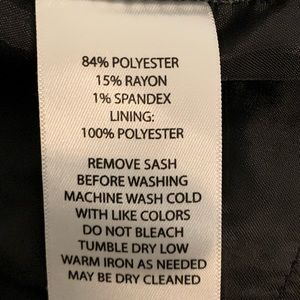 84% POLYESTER
15% RAYON
1% SPANDEX
LINING:
100% POLYESTER
REMOVE SASH
BEFORE WASHING
MACHINE WASH COLD
WITH LIKE COLORS
DO NOT BLEACH
TUMBLE DRY LOW
WARM IRON AS NEEDED
MAY BE DRY CLEANED